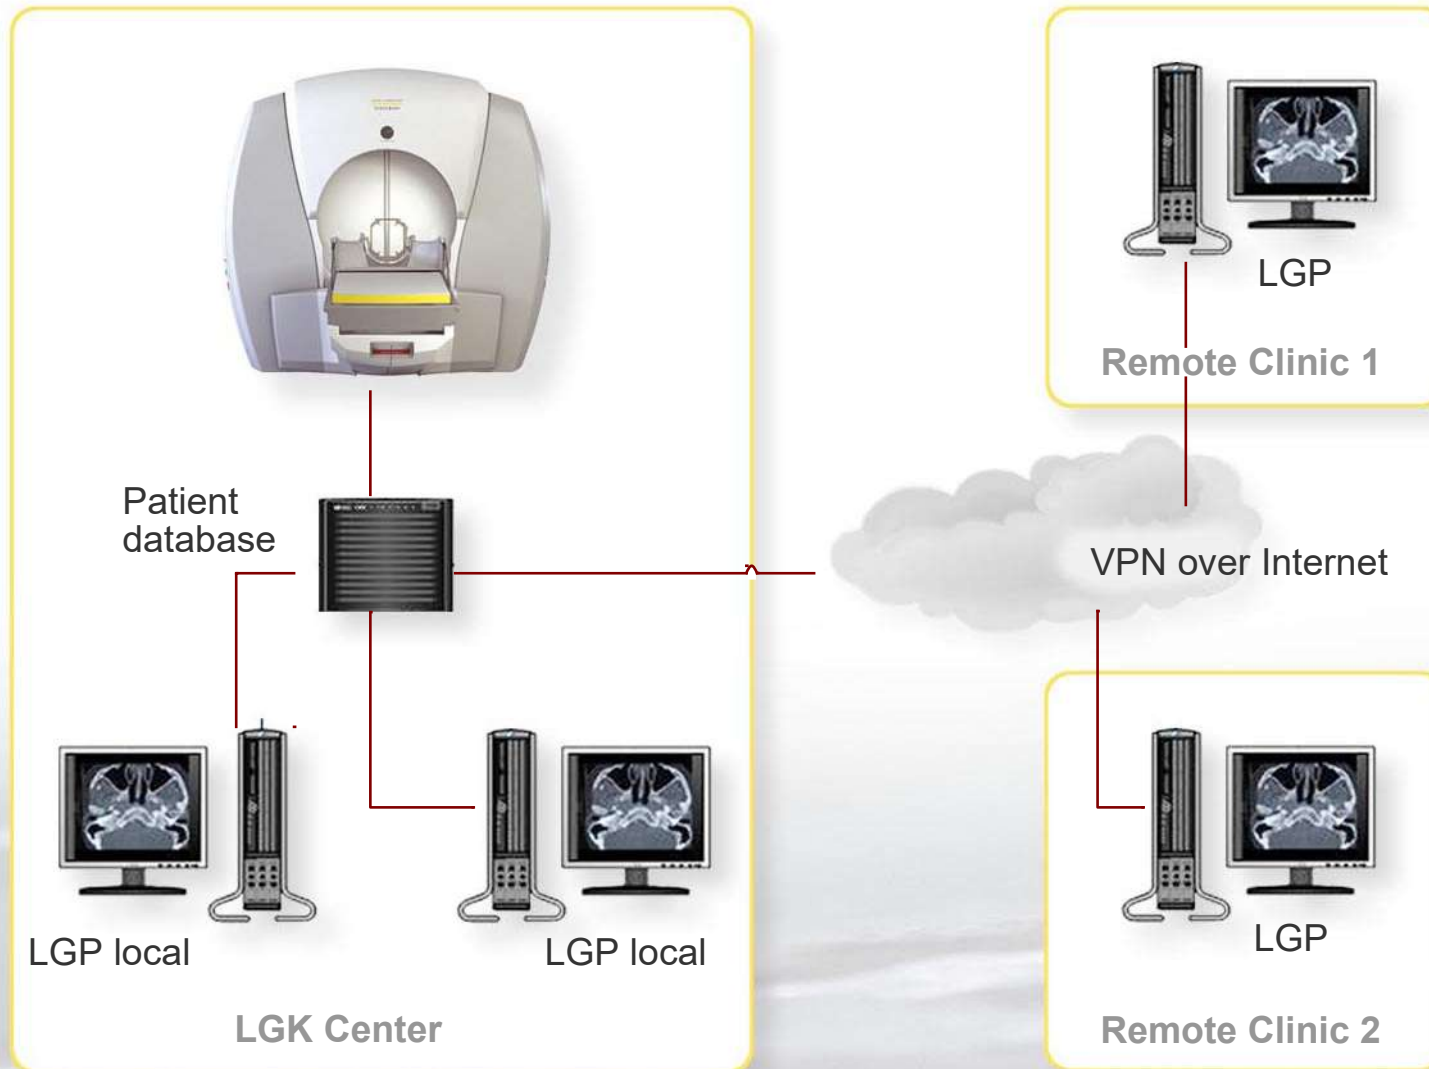 Patient
database
LGP local
LGP local
LGK Center
LGP
Remote Clinic 1
VPN over Internet
LGP
Remote Clinic 2